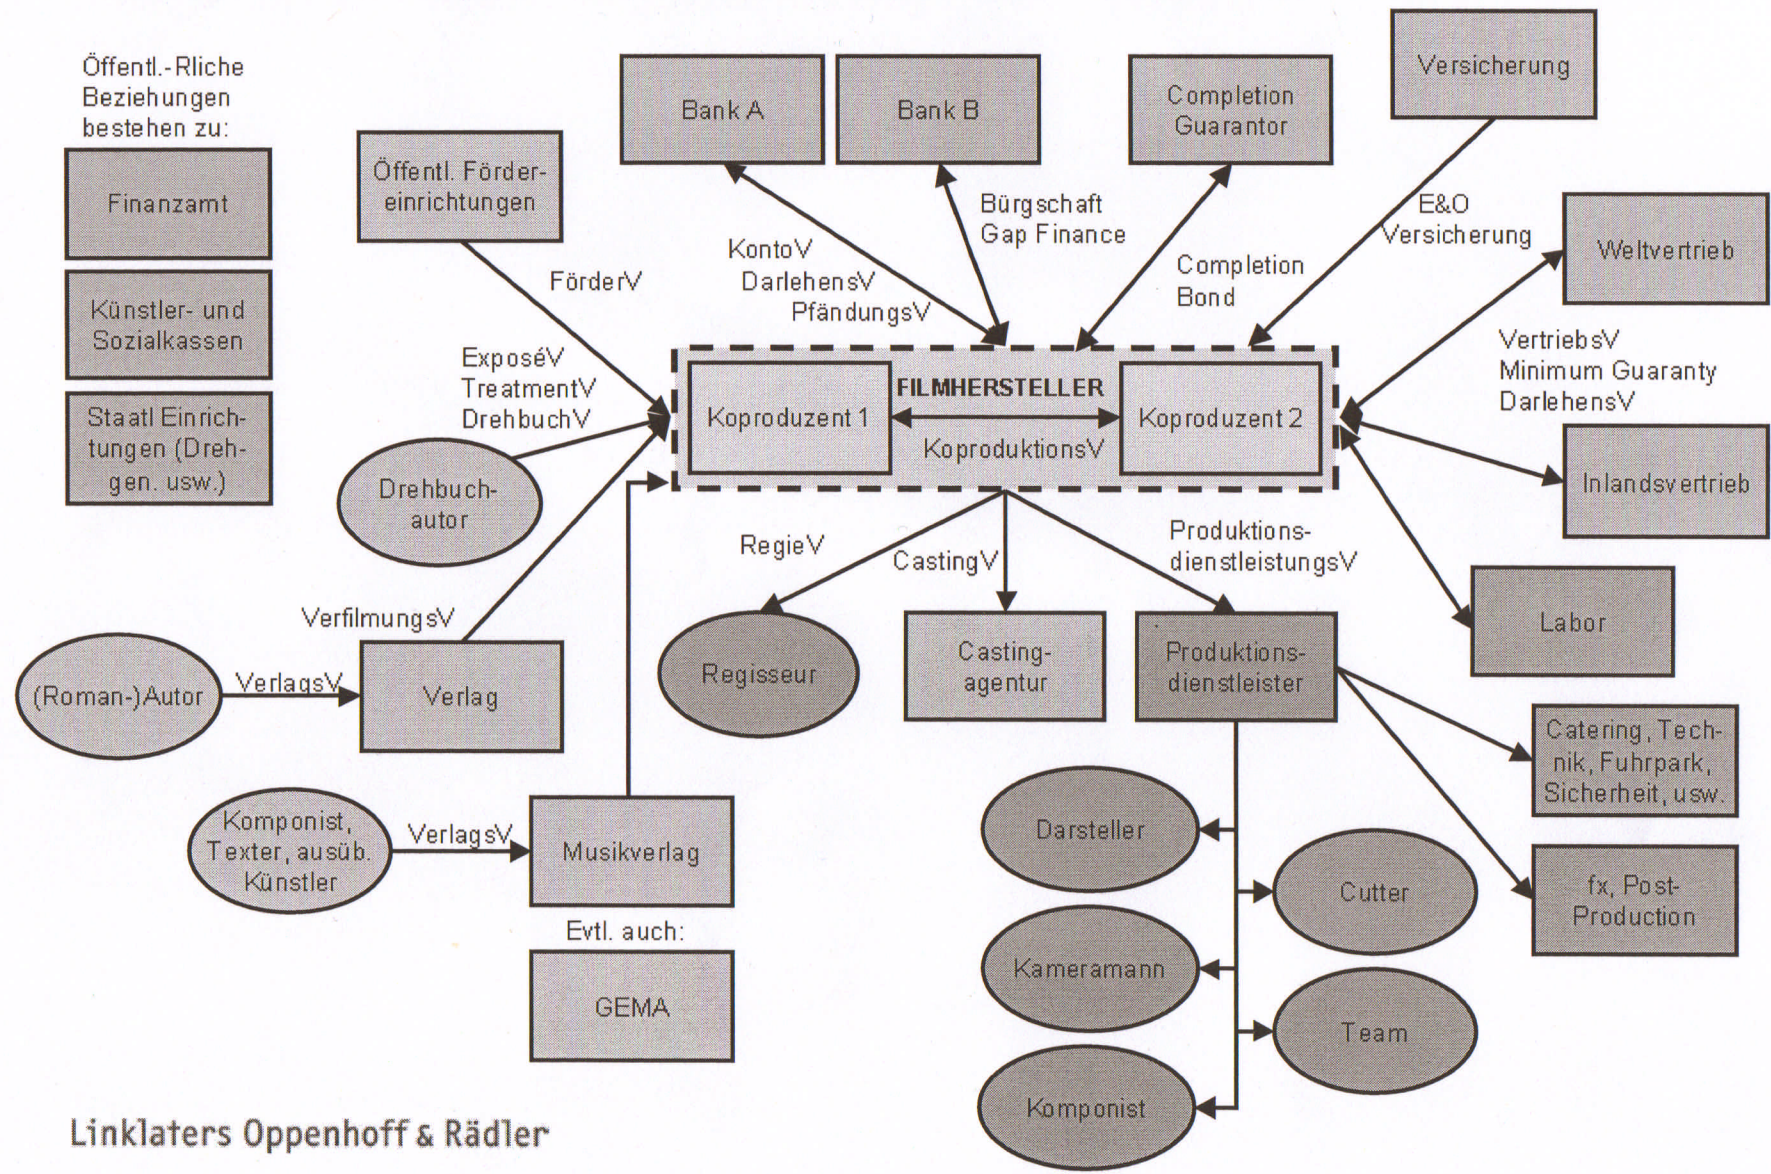 Öffentl.-Rliche
Beziehungen
bestehen zu:
Finanzamt
Künstler- und
Sozialkassen
Staatl Einrich-
tungen (Dreh-
gen. usw.)
Öffentl. Förder-
einrichtungen
Bank A
Bank B
Completion
Guarantor
Versicherung
FörderV
KontoV
DarlehensV
PfändungsV
Bürgschaft
Gap Finance
Completion
Bond
E&O
Versicherung
Weltvertrieb
VertriebsV
Minimum Guaranty
DarlehensV
Inlandsvertrieb
Labor
ExposéV
TreatmentV
DrehbuchV
Drehbuch-
autor
FILMHERSTELLER
Koproduzent 1
Koproduzent 2
KoproduktionsV
RegieV
CastingV
Produktions-
dienstleistungsV
VerfilmungsV
(Roman-)Autor
VerlagsV
Verlag
Regisseur
Casting-
agentur
Produktions-
dienstleister
Catering, Tech-
nik, Fuhrpark,
Sicherheit, usw.
fx, Post-
Production
Komponist,
Texter, ausüb.
Künstler
VerlagsV
Musikverlag
Evtl. auch:
GEMA
Darsteller
Cutter
Kameramann
Team
Komponist
Linklaters Oppenhoff & Rädler